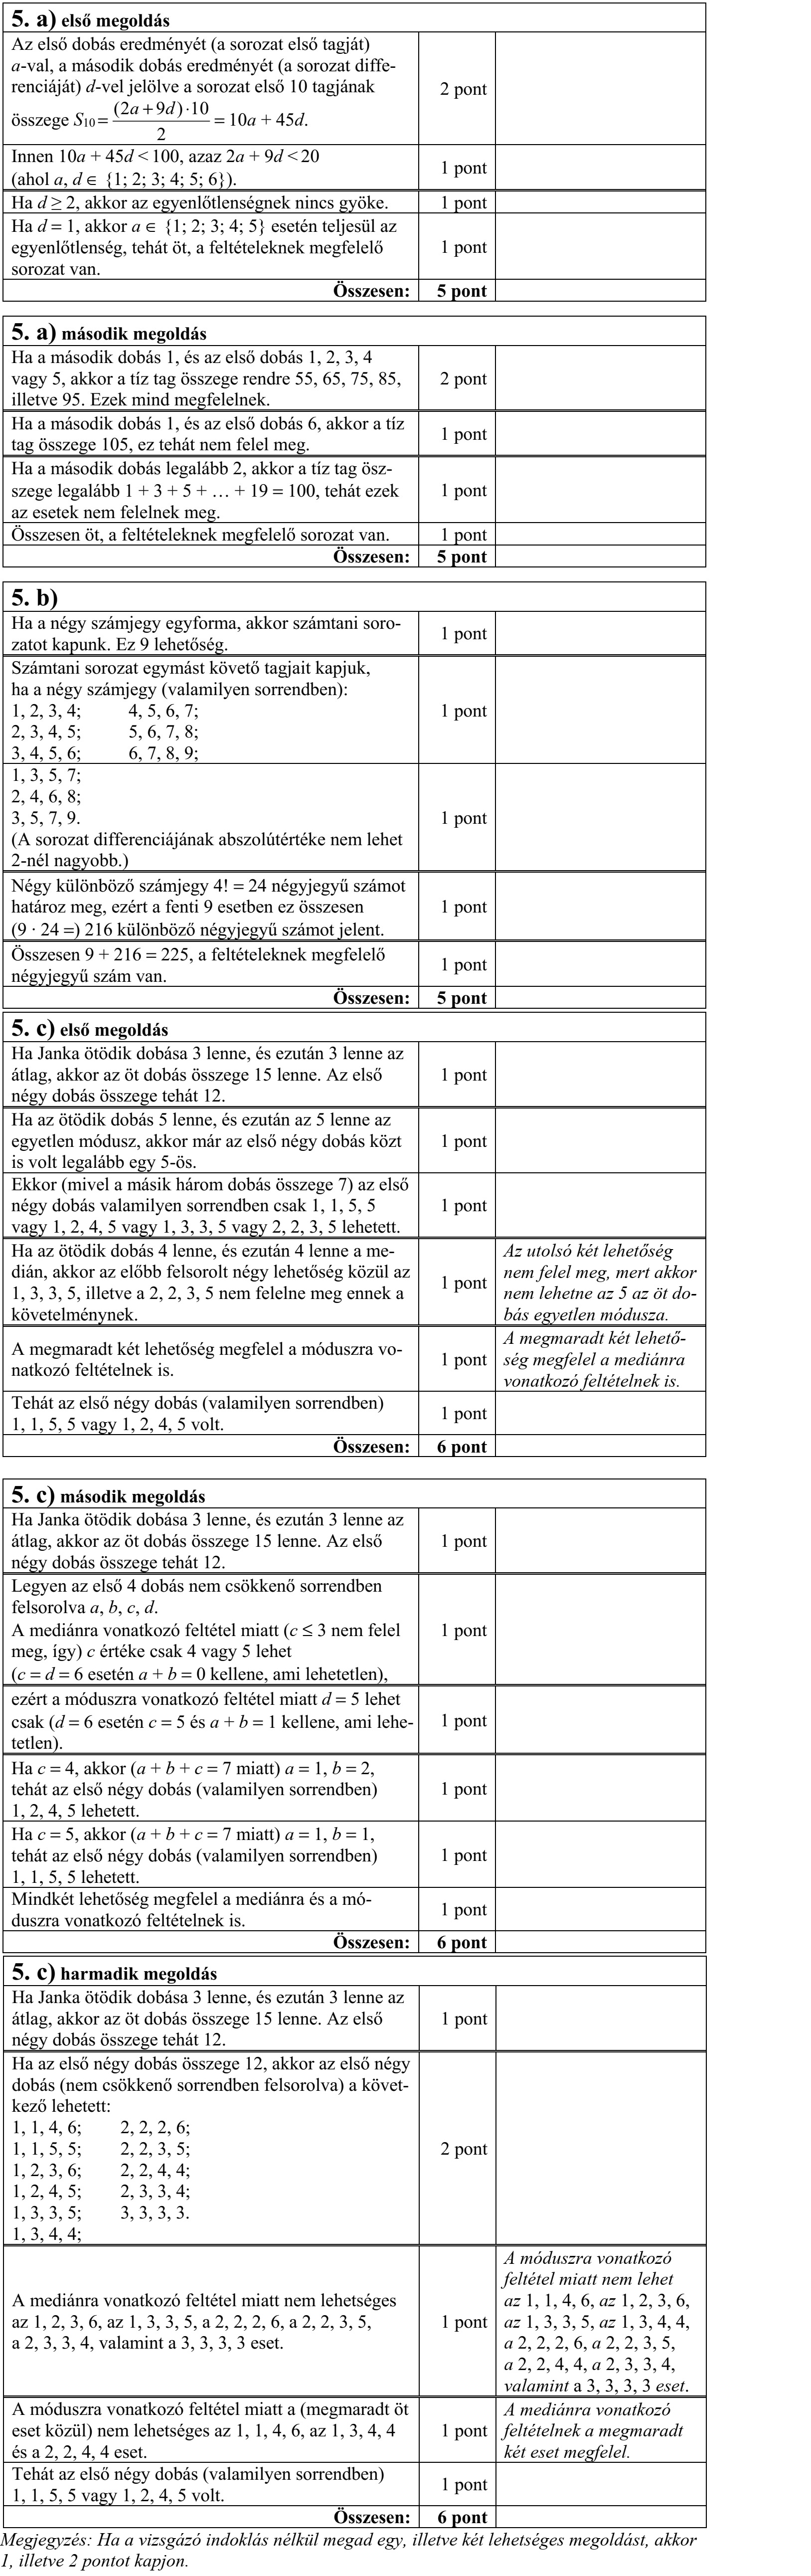 5. a) első megoldás
Az első dobás eredményét (a sorozat első tagját)
a-val, a második dobás eredményét (a sorozat diffe-
renciáját) d-vel jelölve a sorozat első 10 tagjának
összege S₁₀ = (2a + 9d)·10 / 2 = 10a + 45d.
2 pont
Innen 10a + 45d < 100, azaz 2a + 9d < 20
(ahol a, d ∈ {1; 2; 3; 4; 5; 6}).
1 pont
Ha d ≥ 2, akkor az egyenlőtlenségnek nincs gyöke.
1 pont
Ha d = 1, akkor a ∈ {1; 2; 3; 4; 5} esetén teljesül az
egyenlőtlenség, tehát öt, a feltételeknek megfelelő
sorozat van.
1 pont
Összesen: 5 pont
5. a) második megoldás
Ha a második dobás 1, és az első dobás 1, 2, 3, 4
vagy 5, akkor a tíz tag összege rendre 55, 65, 75, 85,
illetve 95. Ezek mind megfelelnek.
2 pont
Ha a második dobás 1, és az első dobás 6, akkor a tíz
tag összege 105, ez tehát nem felel meg.
1 pont
Ha a második dobás legalább 2, akkor a tíz tag ösz-
szege legalább 1 + 3 + 5 + … + 19 = 100, tehát ezek
az esetek nem felelnek meg.
1 pont
Összesen öt, a feltételeknek megfelelő sorozat van.
1 pont
Összesen: 5 pont
5. b)
Ha a négy számjegy egyforma, akkor számtani soro-
zatot kapunk. Ez 9 lehetőség.
1 pont
Számtani sorozat egymást követő tagjait kapjuk,
ha a négy számjegy (valamilyen sorrendben):
1, 2, 3, 4; 4, 5, 6, 7;
2, 3, 4, 5; 5, 6, 7, 8;
3, 4, 5, 6; 6, 7, 8, 9;
1 pont
1, 3, 5, 7;
2, 4, 6, 8;
3, 5, 7, 9.
(A sorozat differenciájának abszolútértéke nem lehet
2-nél nagyobb.)
1 pont
Négy különböző számjegy 4! = 24 négyjegyű számot
határoz meg, ezért a fenti 9 esetben ez összesen
(9 · 24 =) 216 különböző négyjegyű számot jelent.
1 pont
Összesen 9 + 216 = 225, a feltételeknek megfelelő
négyjegyű szám van.
1 pont
Összesen: 5 pont
5. c) első megoldás
Ha Janka ötödik dobása 3 lenne, és ezután 3 lenne az
átlag, akkor az öt dobás összege 15 lenne. Az első
négy dobás összege tehát 12.
1 pont
Ha az ötödik dobás 5 lenne, és ezután az 5 lenne az
egyetlen módusz, akkor már az első négy dobás közt
is volt legalább egy 5-ös.
1 pont
Ekkor (mivel a másik három dobás összege 7) az első
négy dobás valamilyen sorrendben csak 1, 1, 5, 5
vagy 1, 2, 4, 5 vagy 1, 3, 3, 5 vagy 2, 2, 3, 5 lehetett.
1 pont
Ha az ötödik dobás 4 lenne, és ezután 4 lenne a me-
dián, akkor az előbb felsorolt négy lehetőség közül az
1, 3, 3, 5, illetve a 2, 2, 3, 5 nem felelne meg ennek a
követelménynek.
1 pont
Az utolsó két lehetőség
nem felel meg, mert akkor
nem lehetne az 5 az öt do-
bás egyetlen módusza.
A megmaradt két lehetőség megfelel a móduszra vo-
natkozó feltételnek is.
1 pont
A megmaradt két lehető-
ség megfelel a mediánra
vonatkozó feltételnek is.
Tehát az első négy dobás (valamilyen sorrendben)
1, 1, 5, 5 vagy 1, 2, 4, 5 volt.
1 pont
Összesen: 6 pont
5. c) második megoldás
Ha Janka ötödik dobása 3 lenne, és ezután 3 lenne az
átlag, akkor az öt dobás összege 15 lenne. Az első
négy dobás összege tehát 12.
1 pont
Legyen az első 4 dobás nem csökkenő sorrendben
felsorolva a, b, c, d.
A mediánra vonatkozó feltétel miatt (c ≤ 3 nem felel
meg, így) c értéke csak 4 vagy 5 lehet
(c = d = 6 esetén a + b = 0 kellene, ami lehetetlen),
1 pont
ezért a móduszra vonatkozó feltétel miatt d = 5 lehet
csak (d = 6 esetén c = 5 és a + b = 1 kellene, ami lehe-
tetlen).
1 pont
Ha c = 4, akkor (a + b + c = 7 miatt) a = 1, b = 2,
tehát az első négy dobás (valamilyen sorrendben)
1, 2, 4, 5 lehetett.
1 pont
Ha c = 5, akkor (a + b + c = 7 miatt) a = 1, b = 1,
tehát az első négy dobás (valamilyen sorrendben)
1, 1, 5, 5 lehetett.
1 pont
Mindkét lehetőség megfelel a mediánra és a mó-
duszra vonatkozó feltételnek is.
1 pont
Összesen: 6 pont
5. c) harmadik megoldás
Ha Janka ötödik dobása 3 lenne, és ezután 3 lenne az
átlag, akkor az öt dobás összege 15 lenne. Az első
négy dobás összege tehát 12.
1 pont
Ha az első négy dobás összege 12, akkor az első négy
dobás (nem csökkenő sorrendben felsorolva) a követ-
kező lehetett:
1, 1, 4, 6; 2, 2, 2, 6;
1, 1, 5, 5; 2, 2, 3, 5;
1, 2, 3, 6; 2, 2, 4, 4;
1, 2, 4, 5; 2, 3, 3, 4;
1, 3, 3, 5; 3, 3, 3, 3.
1, 3, 4, 4;
2 pont
A mediánra vonatkozó feltétel miatt nem lehetséges
az 1, 2, 3, 6, az 1, 3, 3, 5, a 2, 2, 2, 6, a 2, 2, 3, 5,
a 2, 3, 3, 4, valamint a 3, 3, 3, 3 eset.
1 pont
A móduszra vonatkozó
feltétel miatt nem lehet
az 1, 1, 4, 6, az 1, 2, 3, 6,
az 1, 3, 3, 5, az 1, 3, 4, 4,
a 2, 2, 2, 6, a 2, 2, 3, 5,
a 2, 2, 4, 4, a 2, 3, 3, 4,
valamint a 3, 3, 3, 3 eset.
A móduszra vonatkozó feltétel miatt a (megmaradt öt
eset közül) nem lehetséges az 1, 1, 4, 6, az 1, 3, 4, 4
és a 2, 2, 4, 4 eset.
1 pont
A mediánra vonatkozó
feltételnek a megmaradt
két eset megfelel.
Tehát az első négy dobás (valamilyen sorrendben)
1, 1, 5, 5 vagy 1, 2, 4, 5 volt.
1 pont
Összesen: 6 pont
Megjegyzés: Ha a vizsgázó indoklás nélkül megad egy, illetve két lehetséges megoldást, akkor
1, illetve 2 pontot kapjon.